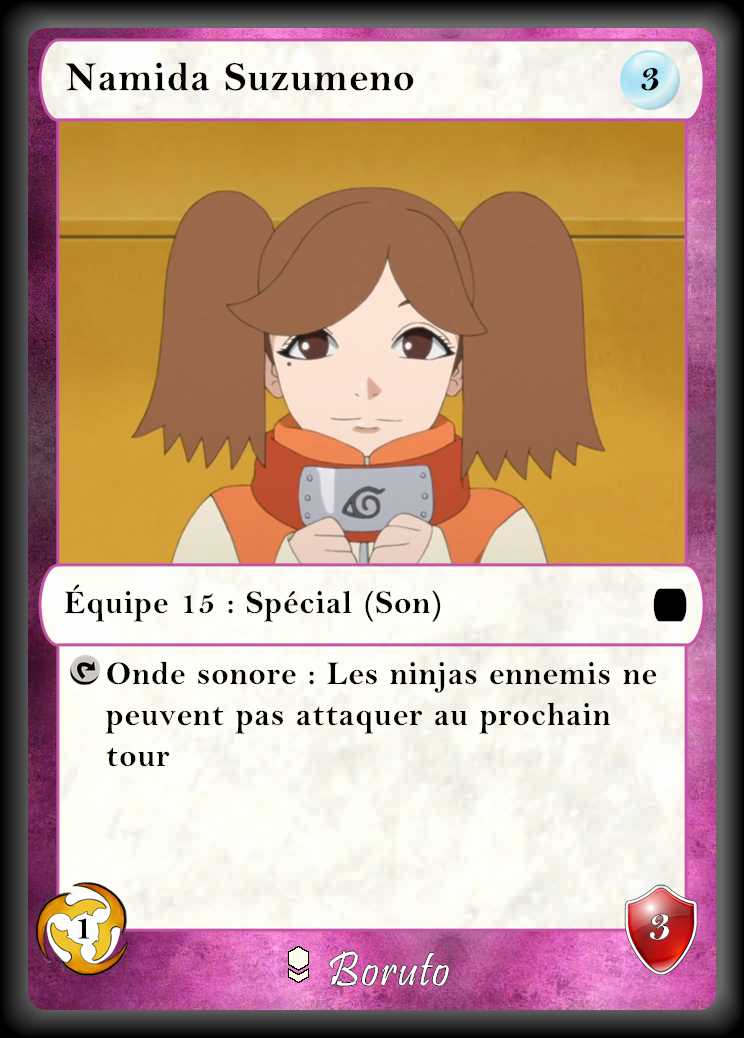 Namida Suzumeno
3
Équipe 15 : Spécial (Son)
Onde sonore : Les ninjas ennemis ne
peuvent pas attaquer au prochain
tour
1
3
Boruto